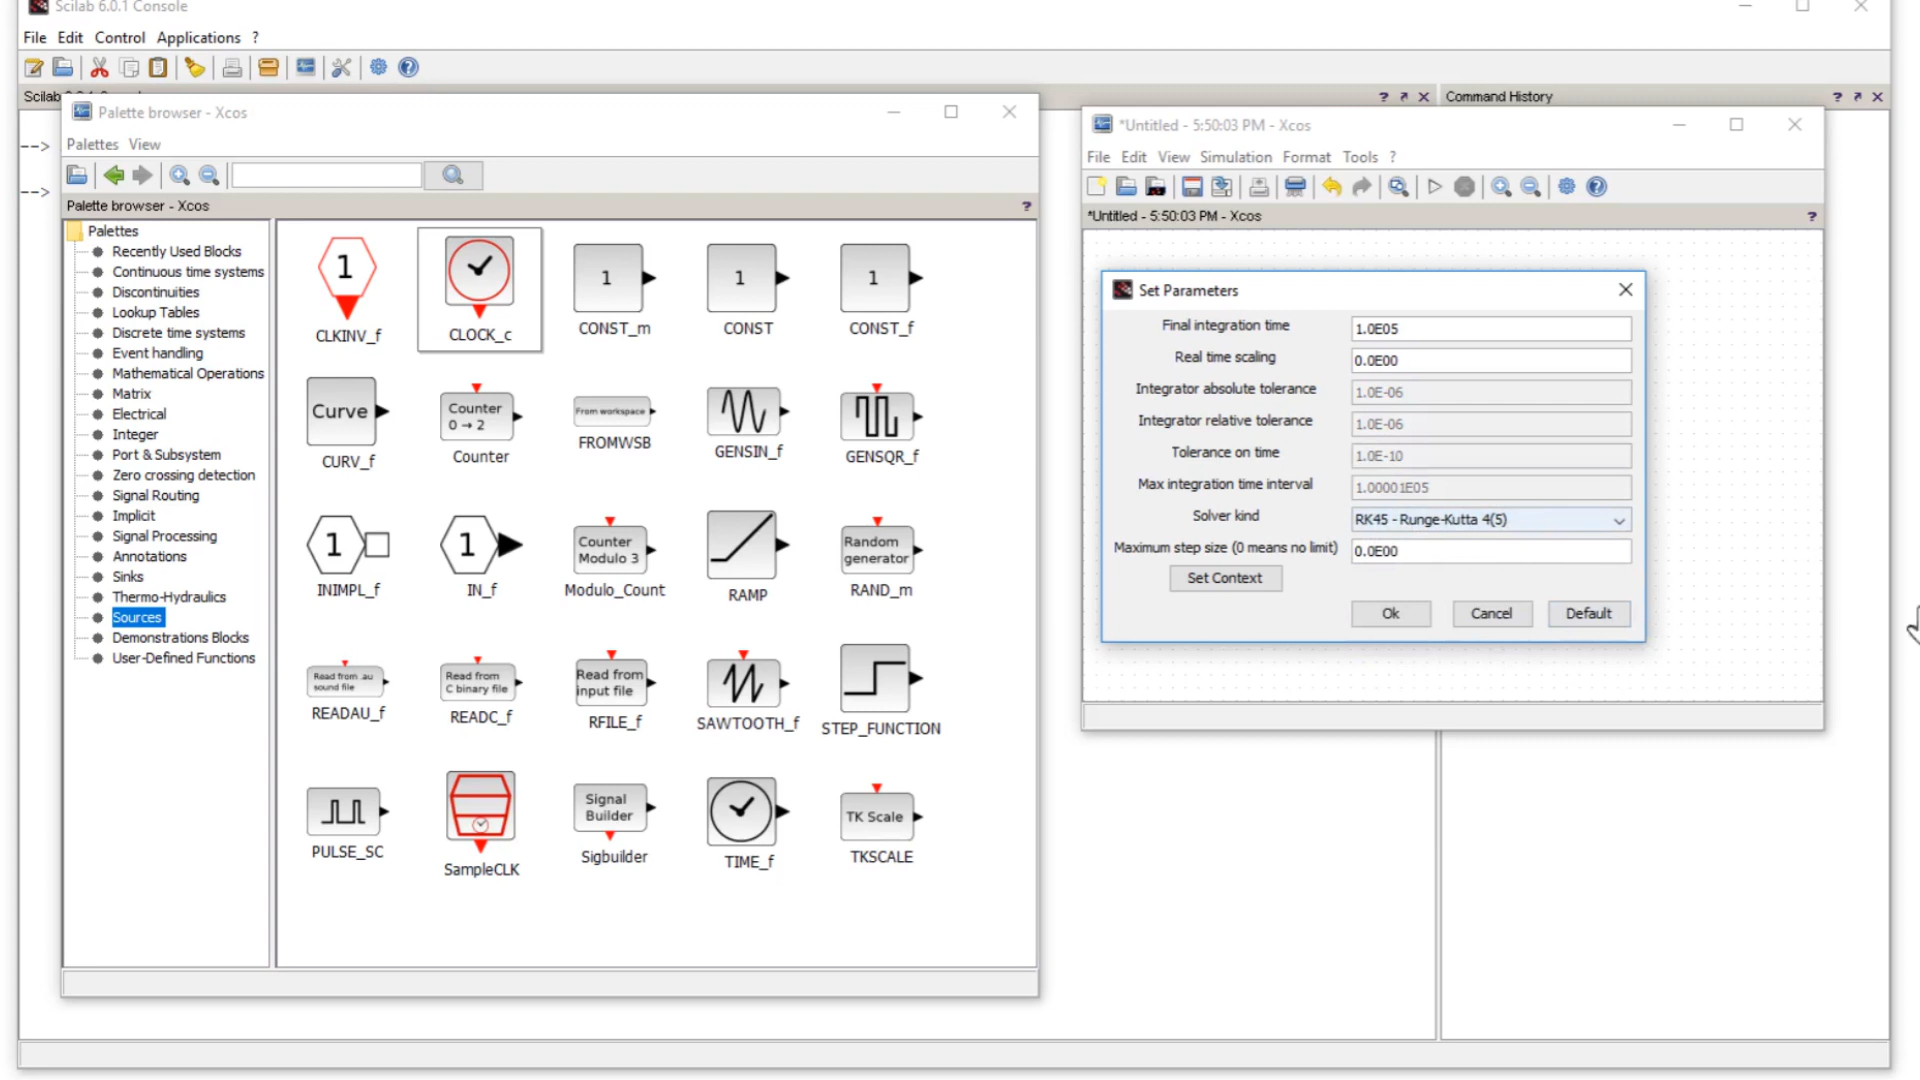 Scilab 6.0.1 Console
File Edit Control Applications ?
Scilab
? Command History ?
-->
-->
Palette browser - Xcos
Palettes View
Palette browser - Xcos ?
Palettes
Recently Used Blocks
Continuous time systems
Discontinuities
Lookup Tables
Discrete time systems
Event handling
Mathematical Operations
Matrix
Electrical
Integer
Port & Subsystem
Zero crossing detection
Signal Routing
Implicit
Signal Processing
Annotations
Sinks
Thermo-Hydraulics
Sources
Demonstrations Blocks
User-Defined Functions
1 1 1 1
CLKINV_f CLOCK_c CONST_m CONST CONST_f
Curve
Counter
0 → 2
From workspace
CURV_f Counter FROMWSB GENSIN_f GENSQR_f
1 1
Counter
Modulo 3
Random
generator
INIMPL_f IN_f Modulo_Count RAMP RAND_m
Read from .au
sound file
Read from
C binary file
Read from
input file
READAU_f READC_f RFILE_f SAWTOOTH_f STEP_FUNCTION
Signal
Builder
TK Scale
PULSE_SC SampleCLK Sigbuilder TIME_f TKSCALE
*Untitled - 5:50:03 PM - Xcos
File Edit View Simulation Format Tools ?
*Untitled - 5:50:03 PM - Xcos ?
Set Parameters
Final integration time 1.0E05
Real time scaling 0.0E00
Integrator absolute tolerance 1.0E-06
Integrator relative tolerance 1.0E-06
Tolerance on time 1.0E-10
Max integration time interval 1.00001E05
Solver kind RK45 - Runge-Kutta 4(5)
Maximum step size (0 means no limit) 0.0E00
Set Context
Ok Cancel Default